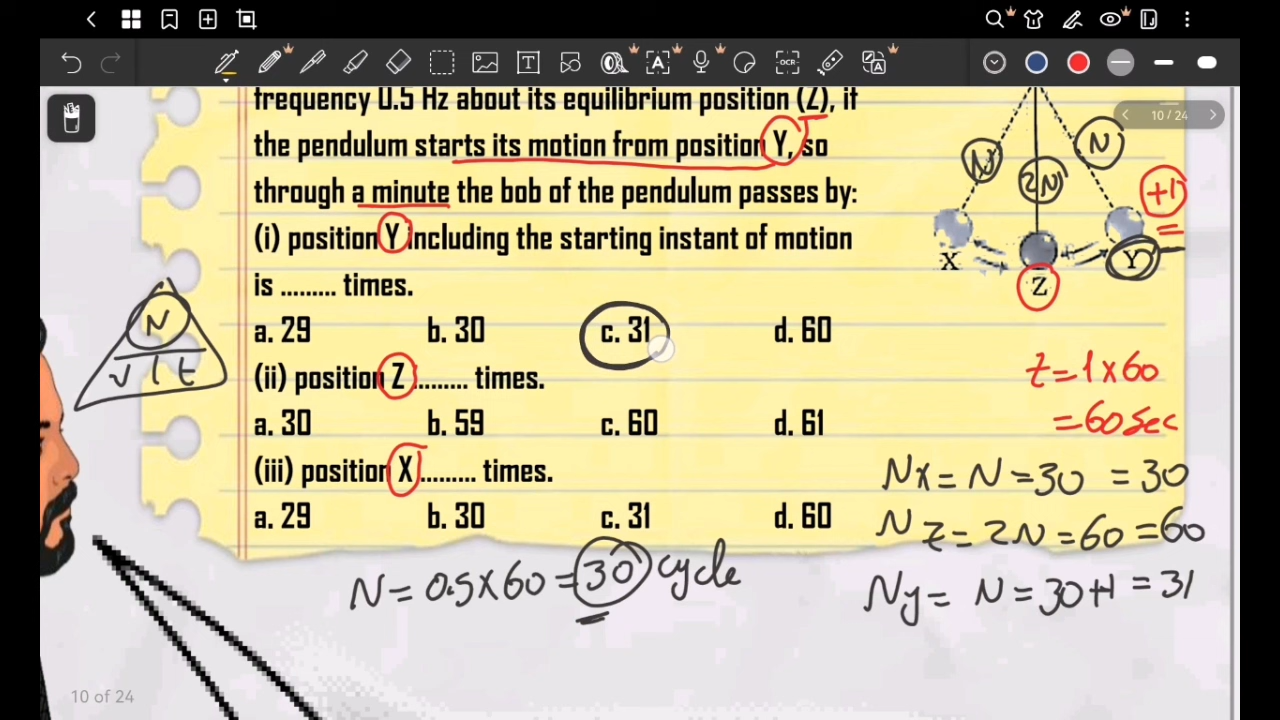 OCR
A
10 / 24
frequency 0.5 Hz about its equilibrium position (Z), if
the pendulum starts its motion from position Y, so
through a minute the bob of the pendulum passes by:
(i) position Y including the starting instant of motion
is ......... times.
a. 29 b. 30 c. 31 d. 60
(ii) position Z ......... times.
a. 30 b. 59 c. 60 d. 61
(iii) position X ......... times.
a. 29 b. 30 c. 31 d. 60
N = 0.5 x 60 = 30 cycle
N
ν t
N 2N N
+1
X Z Y
t = 1 x 60
= 60 sec
Nx = N = 30 = 30
Nz = 2N = 60 = 60
Ny = N = 30+1 = 31
10 of 24